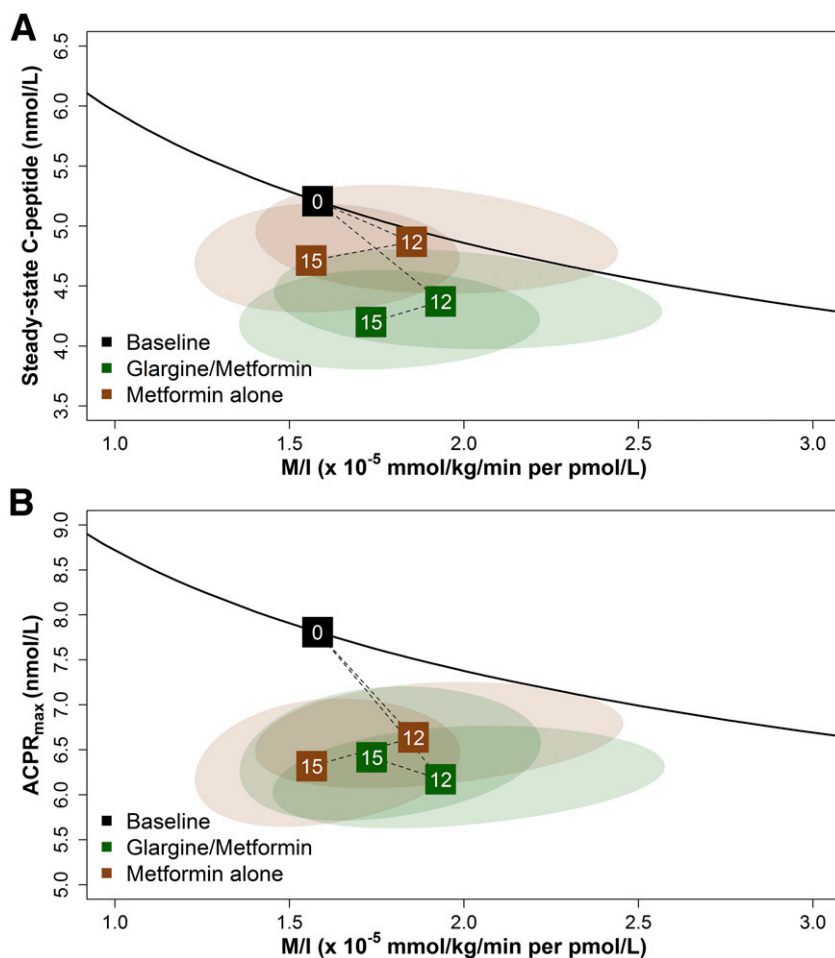 A
Steady-state C-peptide (nmol/L)
6.5
6.0
5.5
5.0
4.5
4.0
3.5
0
12
15
12
15
Baseline
Glargine/Metformin
Metformin alone
1.0 1.5 2.0 2.5 3.0
M/I (x 10⁻⁵ mmol/kg/min per pmol/L)
B
ACPRmax (nmol/L)
9.0
8.5
8.0
7.5
7.0
6.5
6.0
5.5
5.0
0
12
15
15
12
Baseline
Glargine/Metformin
Metformin alone
1.0 1.5 2.0 2.5 3.0
M/I (x 10⁻⁵ mmol/kg/min per pmol/L)